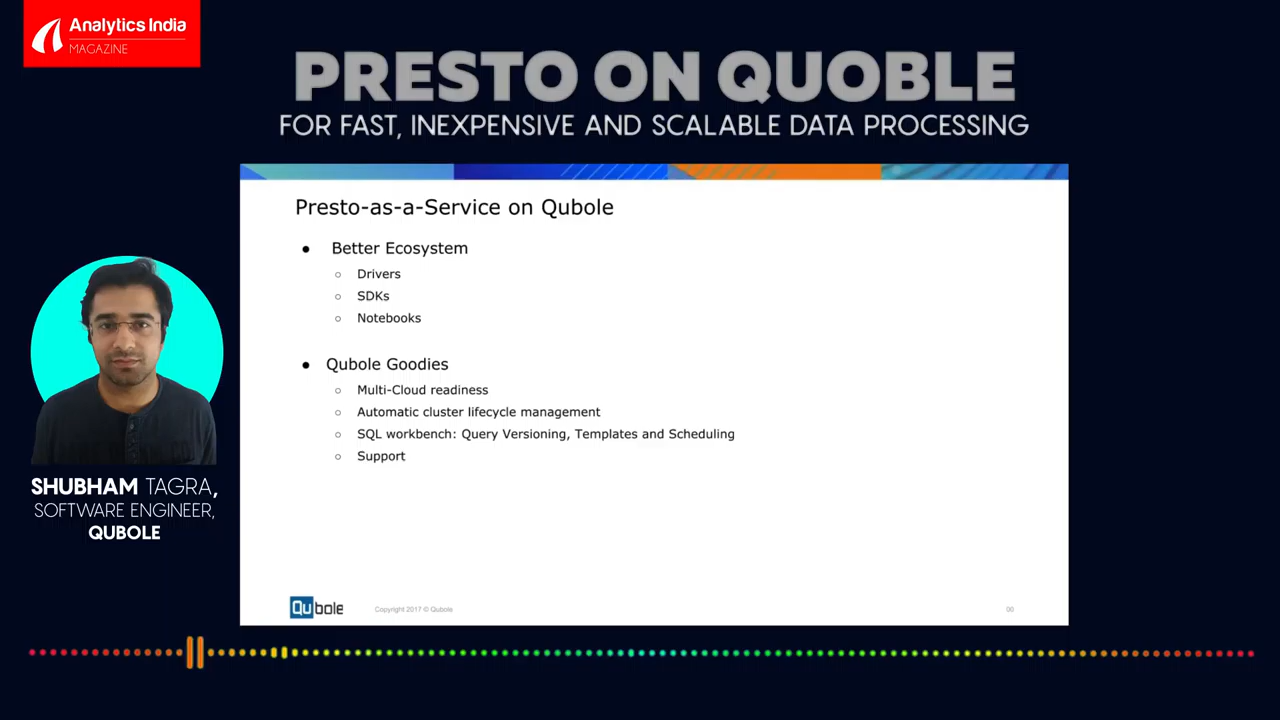 Analytics India
MAGAZINE
PRESTO ON QUOBLE
FOR FAST, INEXPENSIVE AND SCALABLE DATA PROCESSING
Presto-as-a-Service on Qubole
● Better Ecosystem
○ Drivers
○ SDKs
○ Notebooks
● Qubole Goodies
○ Multi-Cloud readiness
○ Automatic cluster lifecycle management
○ SQL workbench: Query Versioning, Templates and Scheduling
○ Support
SHUBHAM TAGRA,
SOFTWARE ENGINEER,
QUBOLE
Qubole
Copyright 2017 © Qubole
00